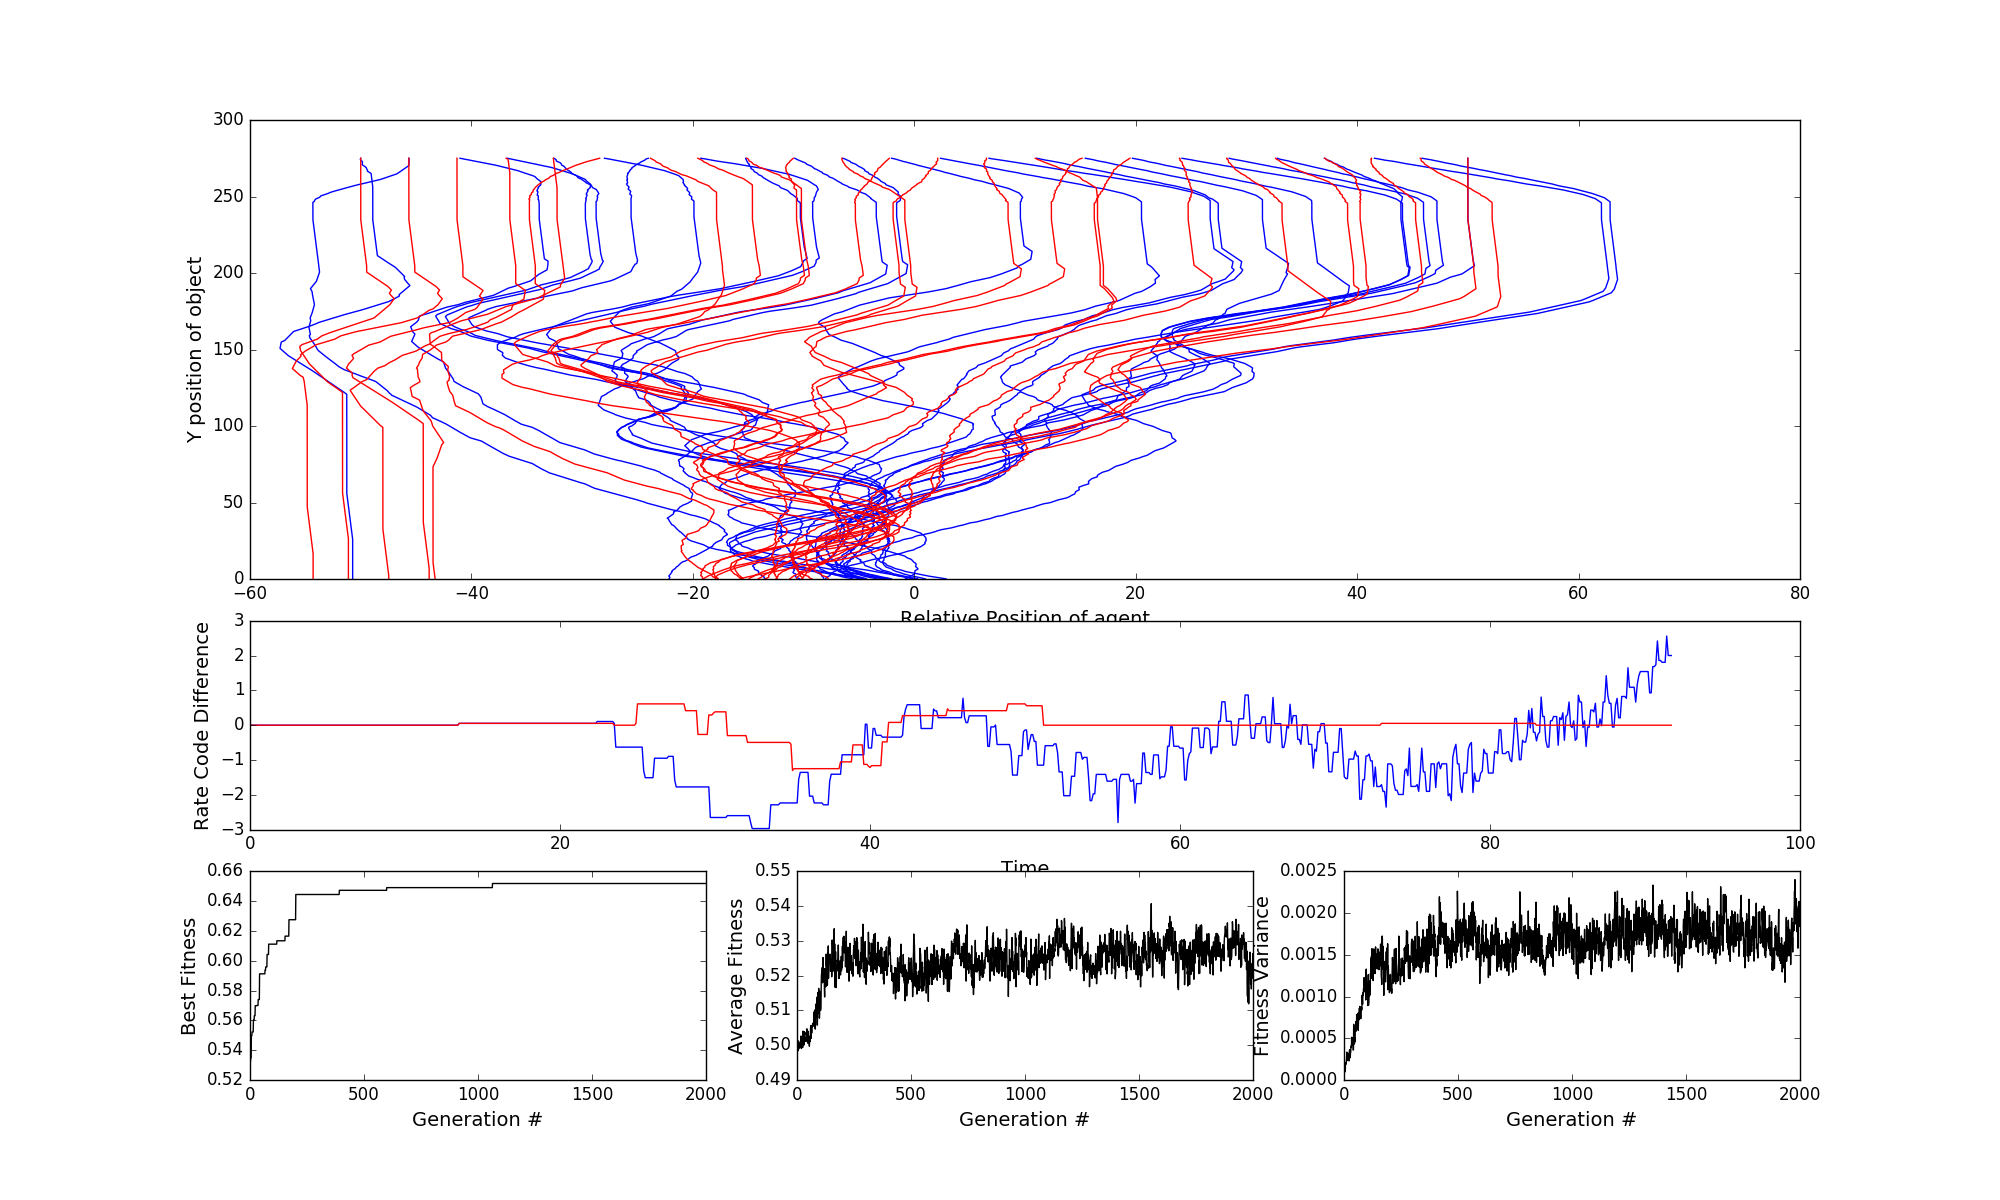 300
250
200
150
100
50
0
Y position of object
−60 −40 −20 0 20 40 60 80
Relative Position of agent
3
2
1
0
−1
−2
−3
Rate Code Difference
0 20 40 60 80 100
Time
0.66
0.64
0.62
0.60
0.58
0.56
0.54
0.52
Best Fitness
0 500 1000 1500 2000
Generation #
0.55
0.54
0.53
0.52
0.51
0.50
0.49
Average Fitness
0 500 1000 1500 2000
Generation #
0.0025
0.0020
0.0015
0.0010
0.0005
0.0000
Fitness Variance
0 500 1000 1500 2000
Generation #